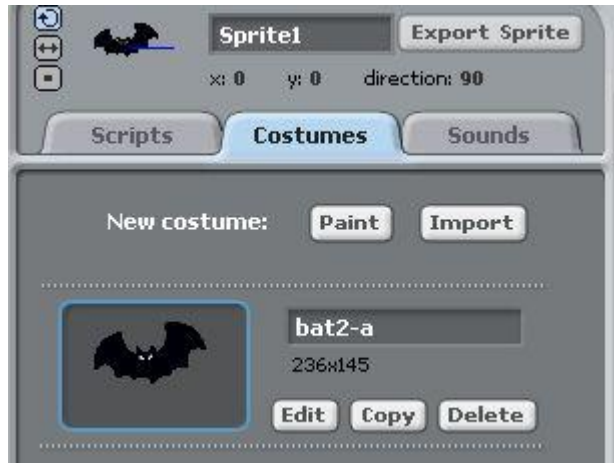 Sprite1 Export Sprite
x: 0 y: 0 direction: 90
Scripts Costumes Sounds
New costume: Paint Import
bat2-a
236x145
Edit Copy Delete